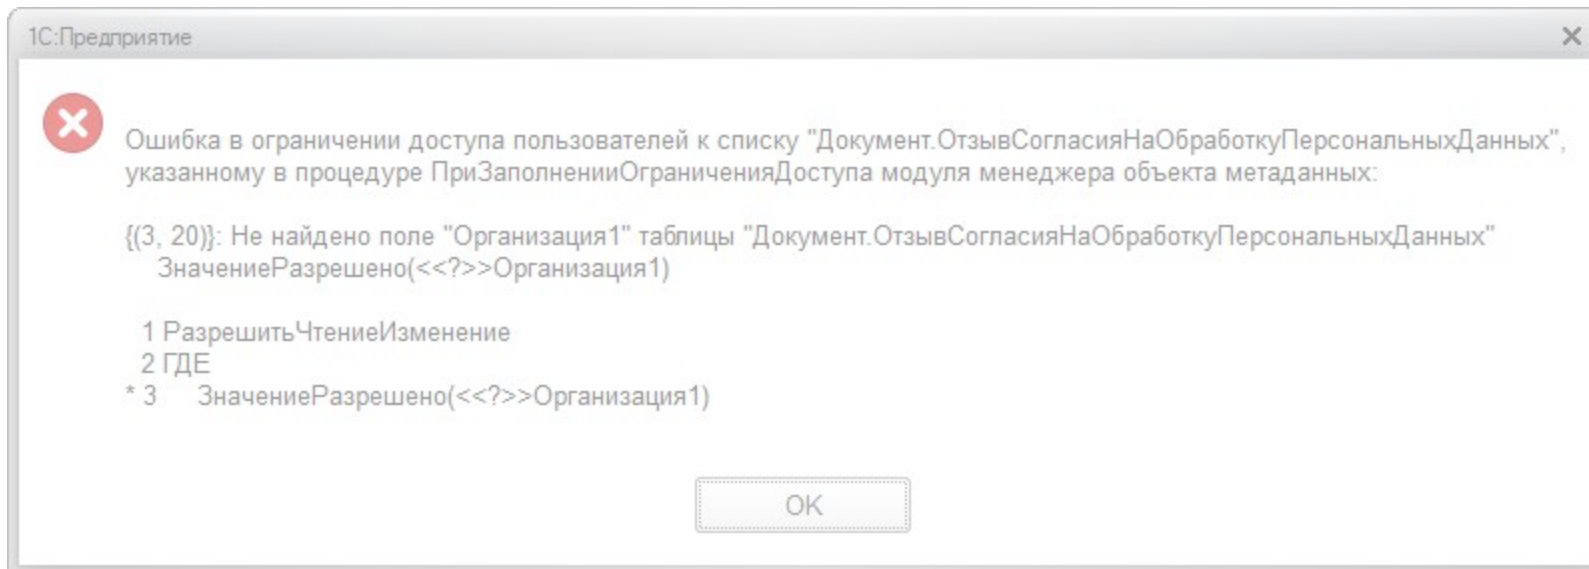 1С:Предприятие
Ошибка в ограничении доступа пользователей к списку "Документ.ОтзывСогласияНаОбработкуПерсональныхДанных",
указанному в процедуре ПриЗаполненииОграниченияДоступа модуля менеджера объекта метаданных:
{(3, 20)}: Не найдено поле "Организация1" таблицы "Документ.ОтзывСогласияНаОбработкуПерсональныхДанных"
ЗначениеРазрешено(<<?>>Организация1)
1 РазрешитьЧтениеИзменение
2 ГДЕ
* 3 ЗначениеРазрешено(<<?>>Организация1)
OK